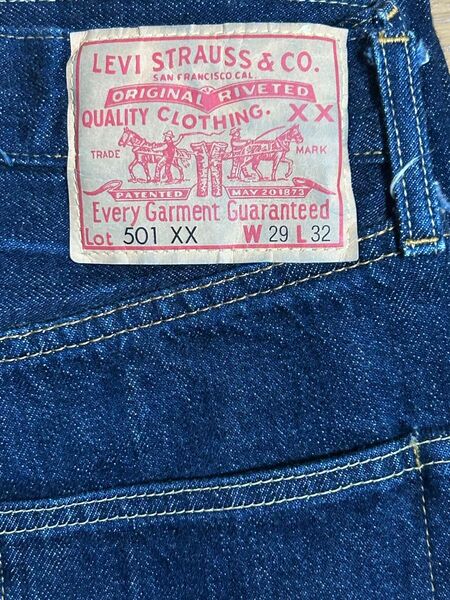 LEVI STRAUSS & CO.
SAN FRANCISCO CAL.
ORIGINAL RIVETED
QUALITY CLOTHING. XX
TRADE MARK
PATENTED MAY 20 1873
Every Garment Guaranteed
Lot 501 XX W 29 L 32